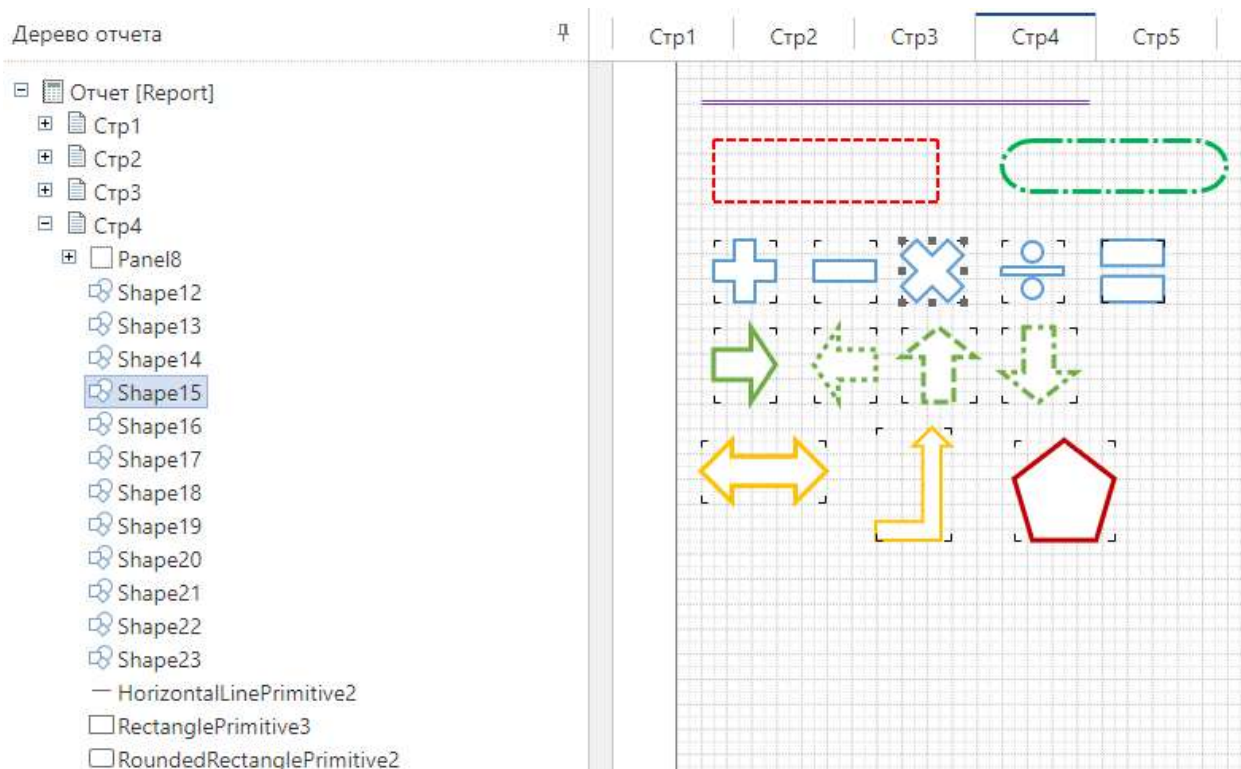 Дерево отчета
Стр1 Стр2 Стр3 Стр4 Стр5
Отчет [Report]
Стр1
Стр2
Стр3
Стр4
Panel8
Shape12
Shape13
Shape14
Shape15
Shape16
Shape17
Shape18
Shape19
Shape20
Shape21
Shape22
Shape23
HorizontalLinePrimitive2
RectanglePrimitive3
RoundedRectanglePrimitive2